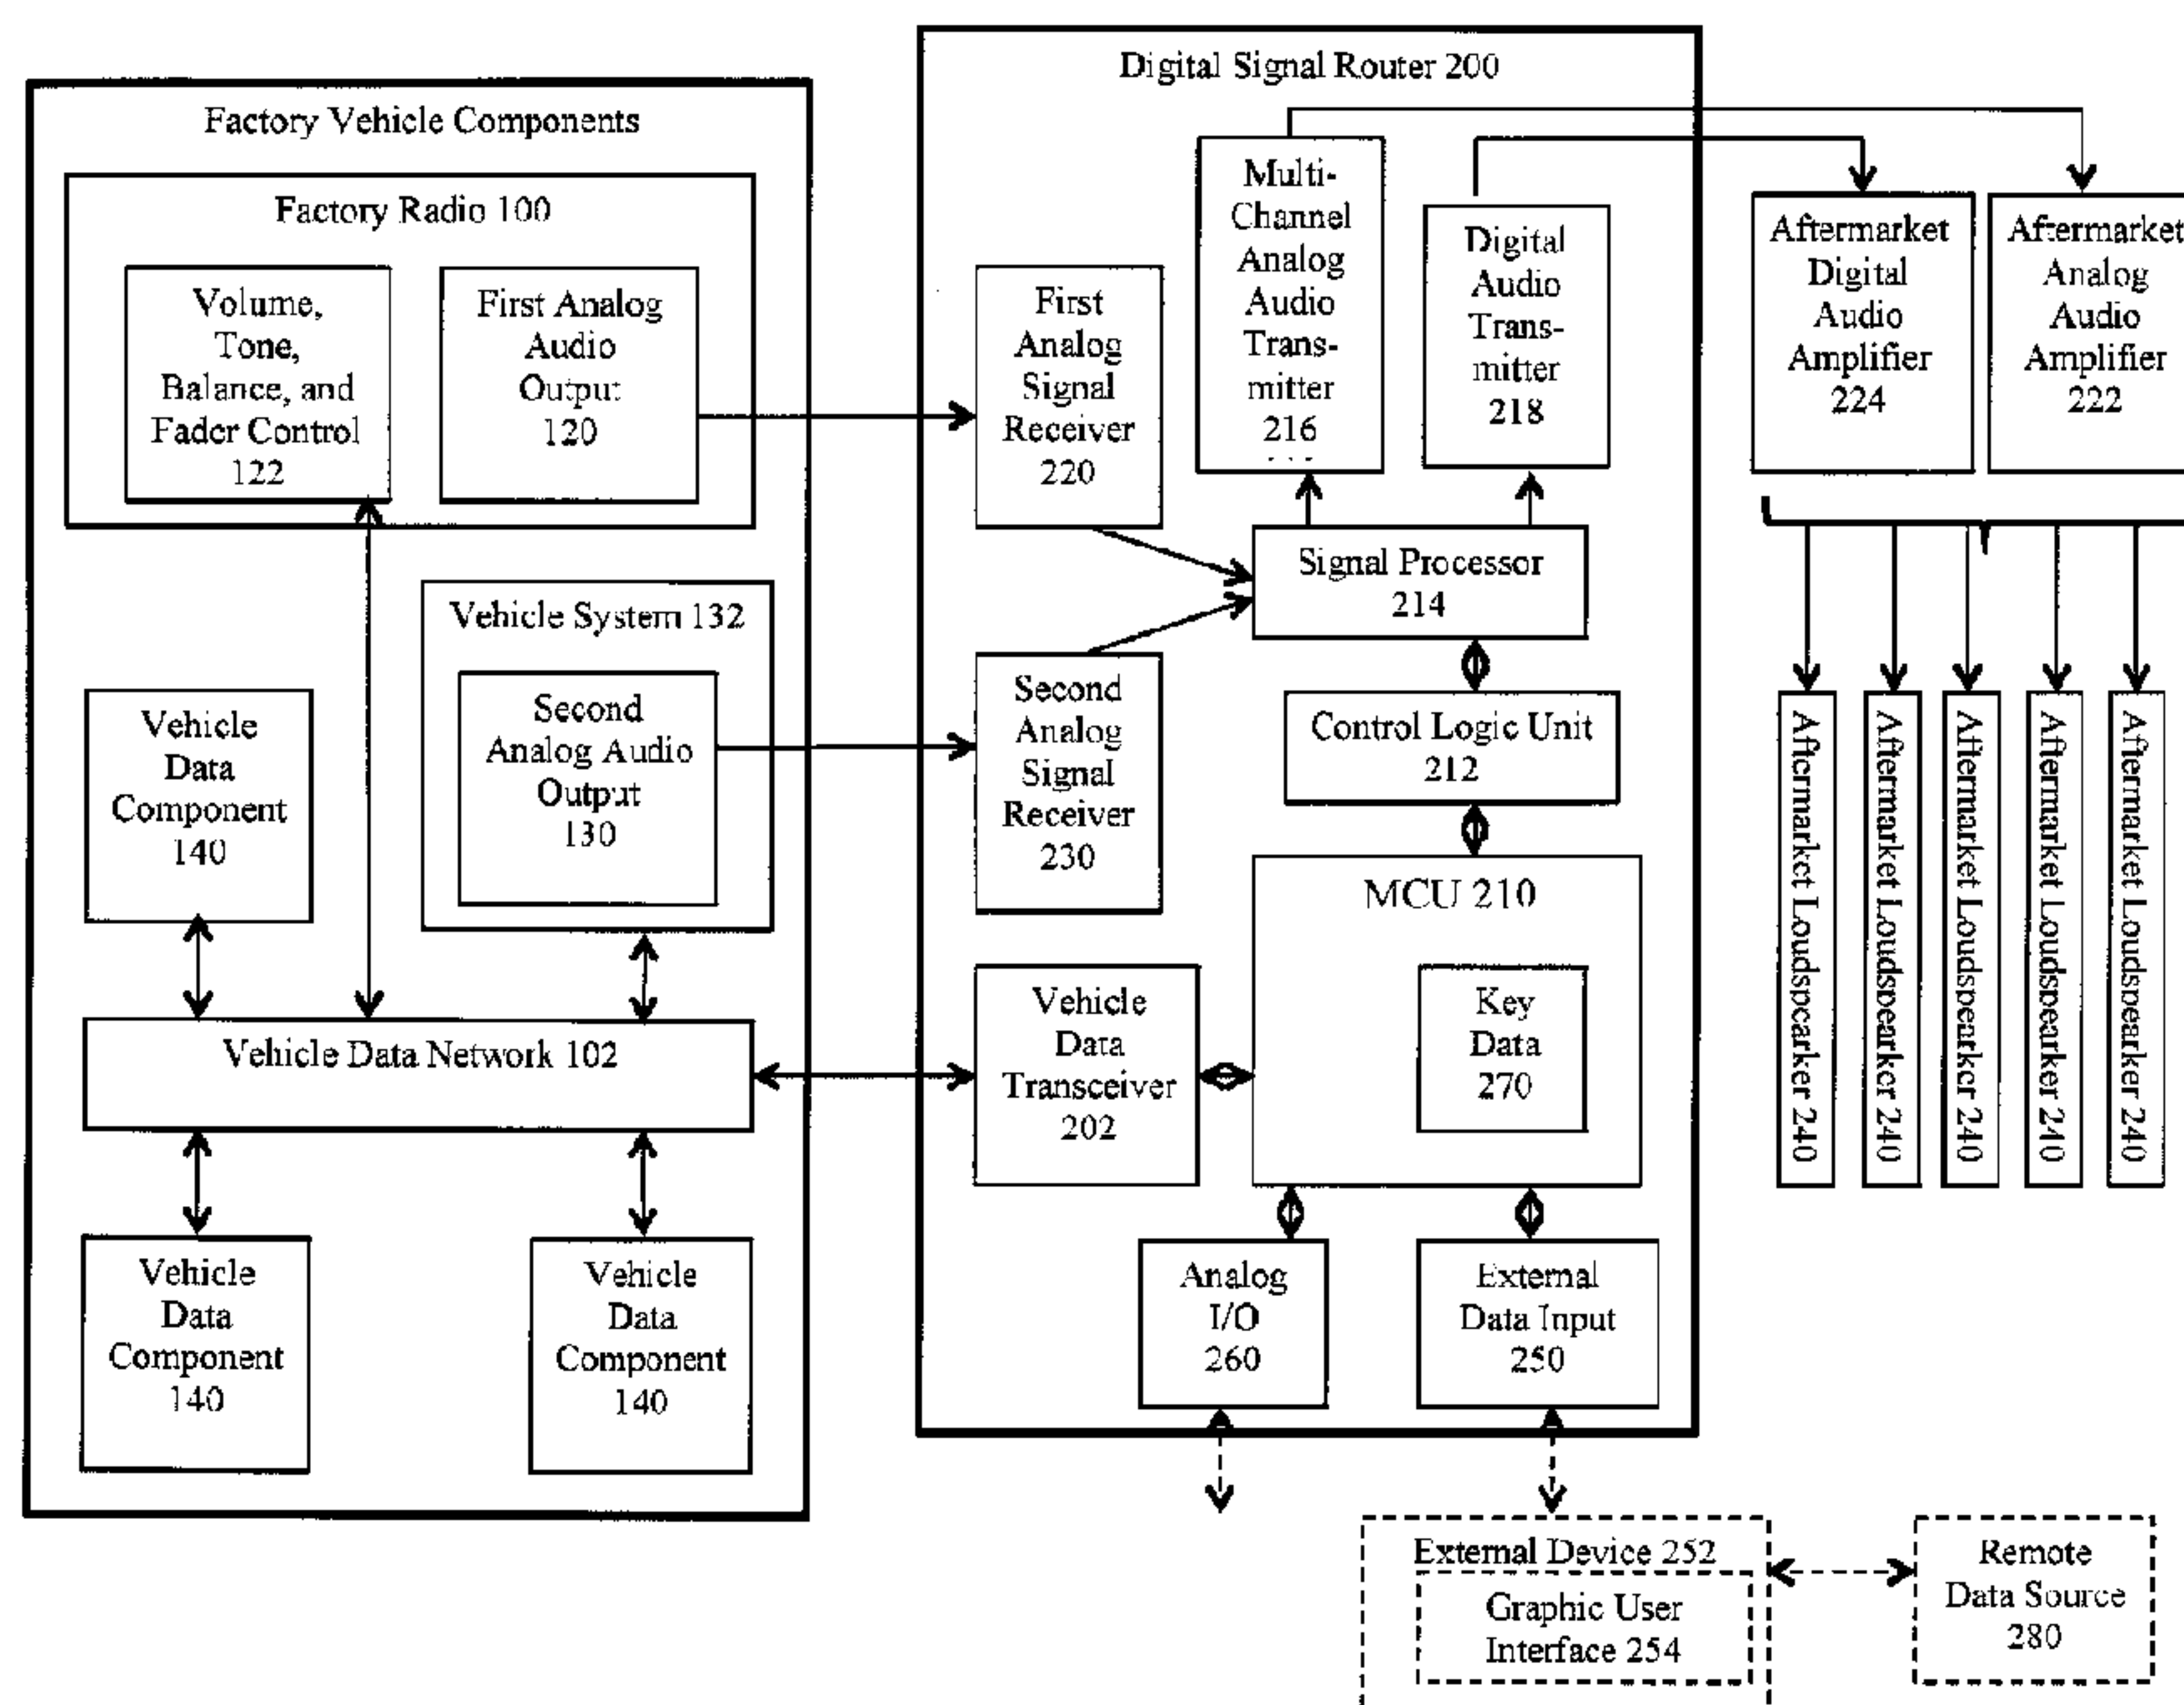 Digital Signal Router 200
Factory Vehicle Components
Factory Radio 100
Volume,
Tone,
Balance, and
Fader Control
122
First Analog
Audio
Output
120
Vehicle System 132
Second
Analog Audio
Output
130
Vehicle
Data
Component
140
Vehicle Data Network 102
Vehicle
Data
Component
140
Vehicle
Data
Component
140
First
Analog
Signal
Receiver
220
Multi-
Channel
Analog
Audio
Trans-
mitter
216
Digital
Audio
Trans-
mitter
218
Signal Processor
214
Second
Analog
Signal
Receiver
230
Control Logic Unit
212
MCU 210
Key
Data
270
Vehicle
Data
Transceiver
202
Analog
I/O
260
External
Data Input
250
Aftermarket
Digital
Audio
Amplifier
224
Aftermarket
Analog
Audio
Amplifier
222
Aftermarket Loudspearker 240
Aftermarket Loudspearker 240
Aftermarket Loudspearker 240
Aftermarket Loudspearker 240
Aftermarket Loudspearker 240
External Device 252
Graphic User
Interface 254
Remote
Data Source
280